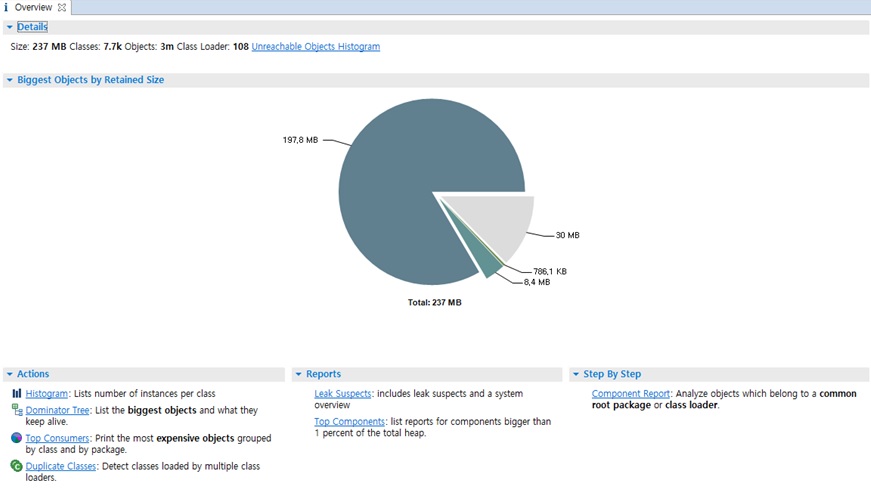 i Overview
Details
Size: 237 MB Classes: 7.7k Objects: 3m Class Loader: 108 Unreachable Objects Histogram
Biggest Objects by Retained Size
197,8 MB
30 MB
786,1 KB
8,4 MB
Total: 237 MB
Actions
Histogram: Lists number of instances per class
Dominator Tree: List the biggest objects and what they
keep alive.
Top Consumers: Print the most expensive objects grouped
by class and by package.
Duplicate Classes: Detect classes loaded by multiple class
loaders.
Reports
Leak Suspects: includes leak suspects and a system
overview
Top Components: list reports for components bigger than
1 percent of the total heap.
Step By Step
Component Report: Analyze objects which belong to a common
root package or class loader.